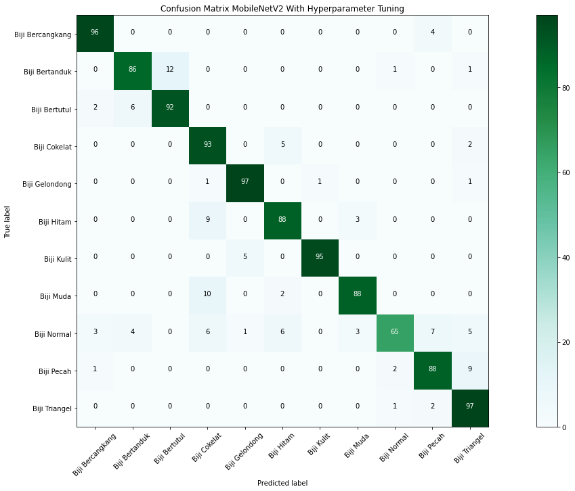 Confusion Matrix MobileNetV2 With Hyperparameter Tuning
Biji Bercangkang 96 0 0 0 0 0 0 0 0 4 0
Biji Bertanduk 0 86 12 0 0 0 0 0 1 0 1
Biji Bertutul 2 6 92 0 0 0 0 0 0 0 0
Biji Cokelat 0 0 0 93 0 5 0 0 0 0 2
Biji Gelondong 0 0 0 1 97 0 1 0 0 0 1
Biji Hitam 0 0 0 9 0 88 0 3 0 0 0
Biji Kulit 0 0 0 0 5 0 95 0 0 0 0
Biji Muda 0 0 0 10 0 2 0 88 0 0 0
Biji Normal 3 4 0 6 1 6 0 3 65 7 5
Biji Pecah 1 0 0 0 0 0 0 0 2 88 9
Biji Triangel 0 0 0 0 0 0 0 0 1 2 97
True label
Biji Bercangkang
Biji Bertanduk
Biji Bertutul
Biji Cokelat
Biji Gelondong
Biji Hitam
Biji Kulit
Biji Muda
Biji Normal
Biji Pecah
Biji Triangel
Predicted label
80
60
40
20
0